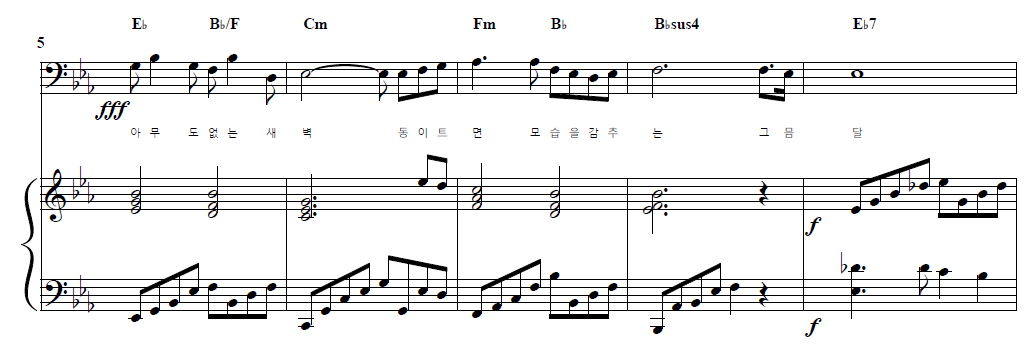 E♭ B♭/F Cm Fm B♭ B♭sus4 E♭7
5
fff
아 무 도 없 는 새 벽 동 이 트 면 모 습 을 감 추 는 그 믐 달
f
f